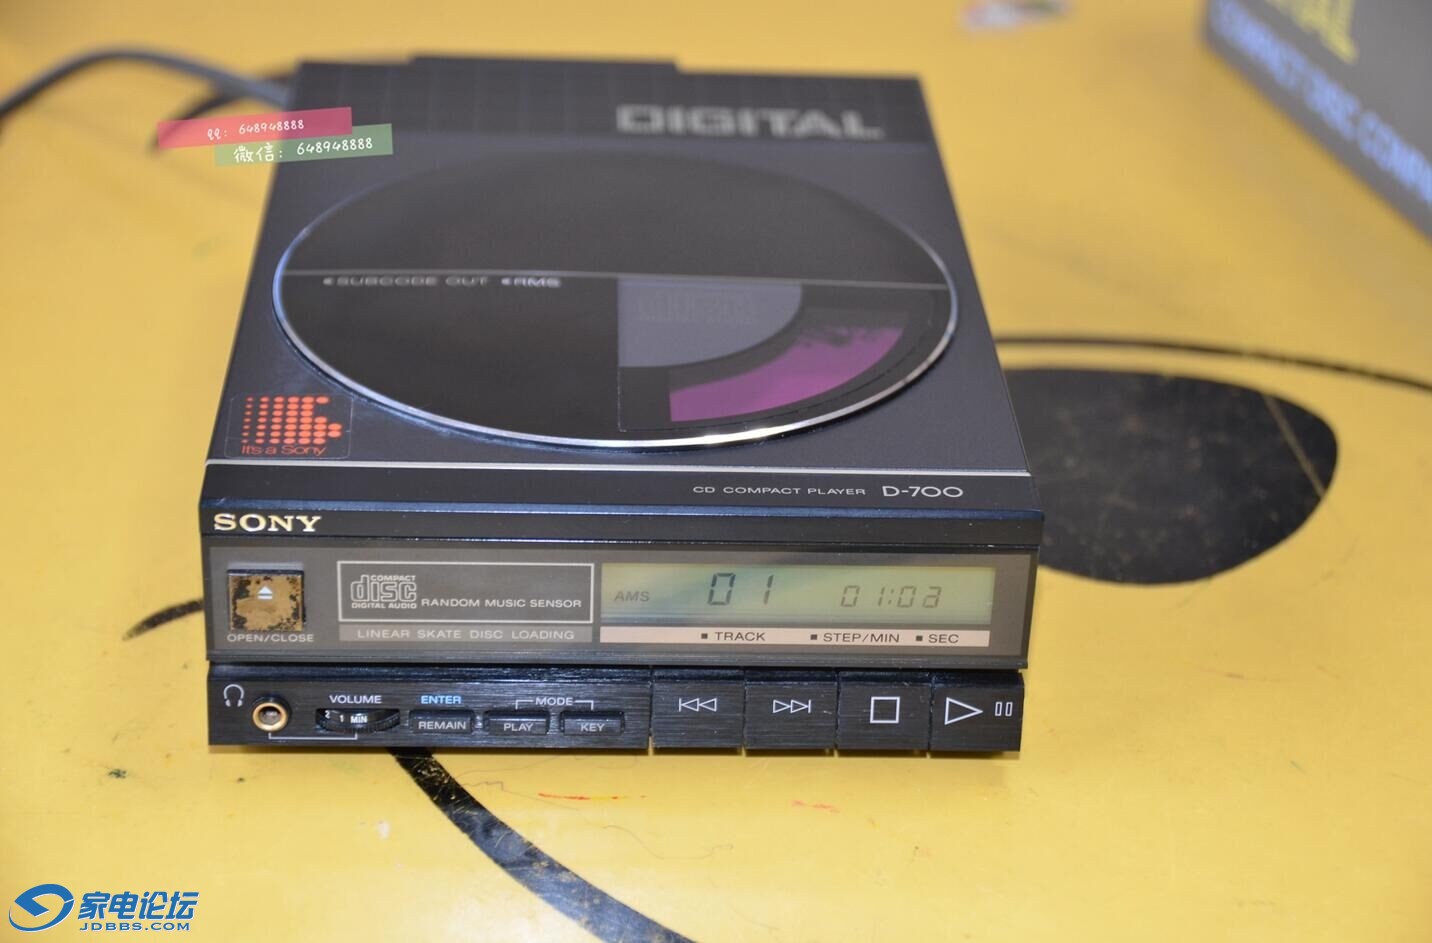 DIGITAL
QQ: 648948888
微信: 648948888
SUBCODE OUT RMS
It's a Sony
CD COMPACT PLAYER D-700
SONY
COMPACT disc DIGITAL AUDIO RANDOM MUSIC SENSOR
AMS 01 01:03
OPEN/CLOSE
LINEAR SKATE DISC LOADING
TRACK STEP/MIN SEC
VOLUME ENTER MODE
2 1 MIN REMAIN PLAY KEY
家电论坛
JDBBS.COM